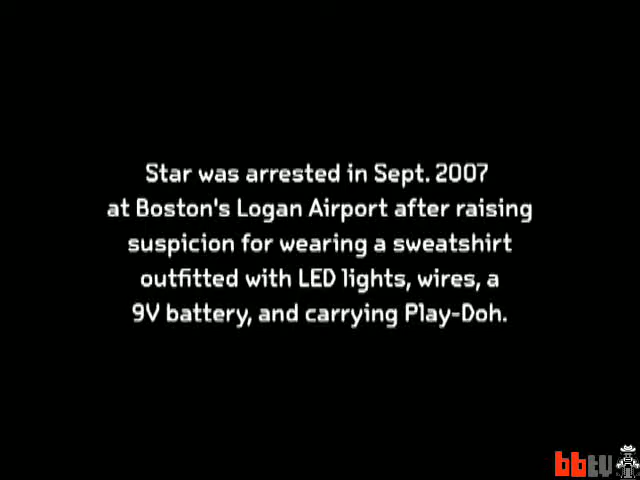 Star was arrested in Sept. 2007
at Boston's Logan Airport after raising
suspicion for wearing a sweatshirt
outfitted with LED lights, wires, a
9V battery, and carrying Play-Doh.
bbtv